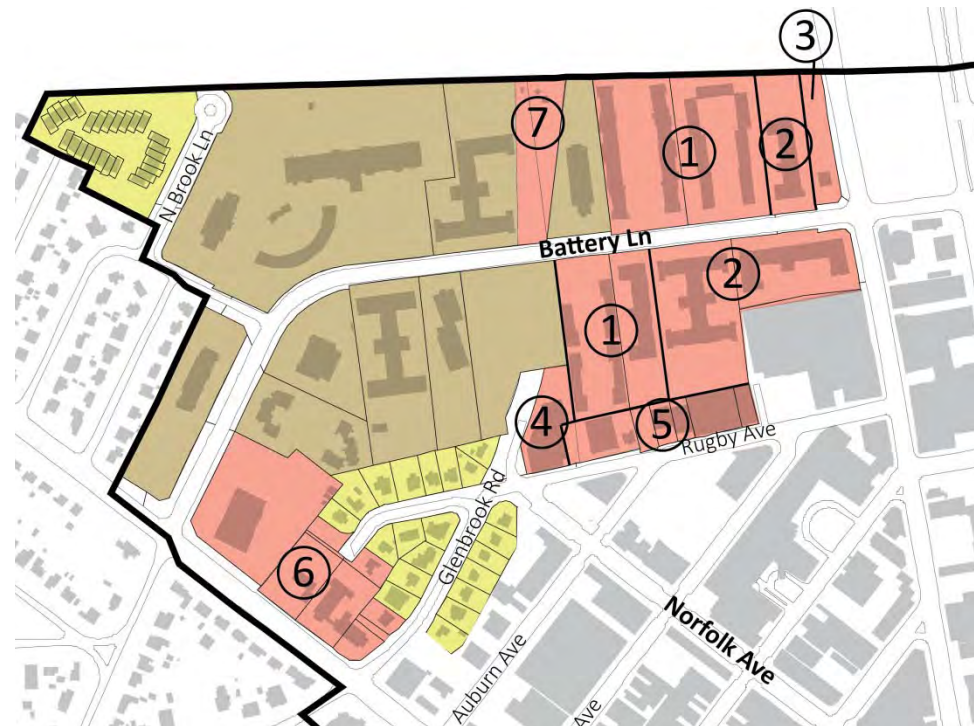 3
7
1
2
N Brook Ln
Battery Ln
2
1
4
5
Rugby Ave
Glenbrook Rd
6
Norfolk Ave
Auburn Ave
Ave